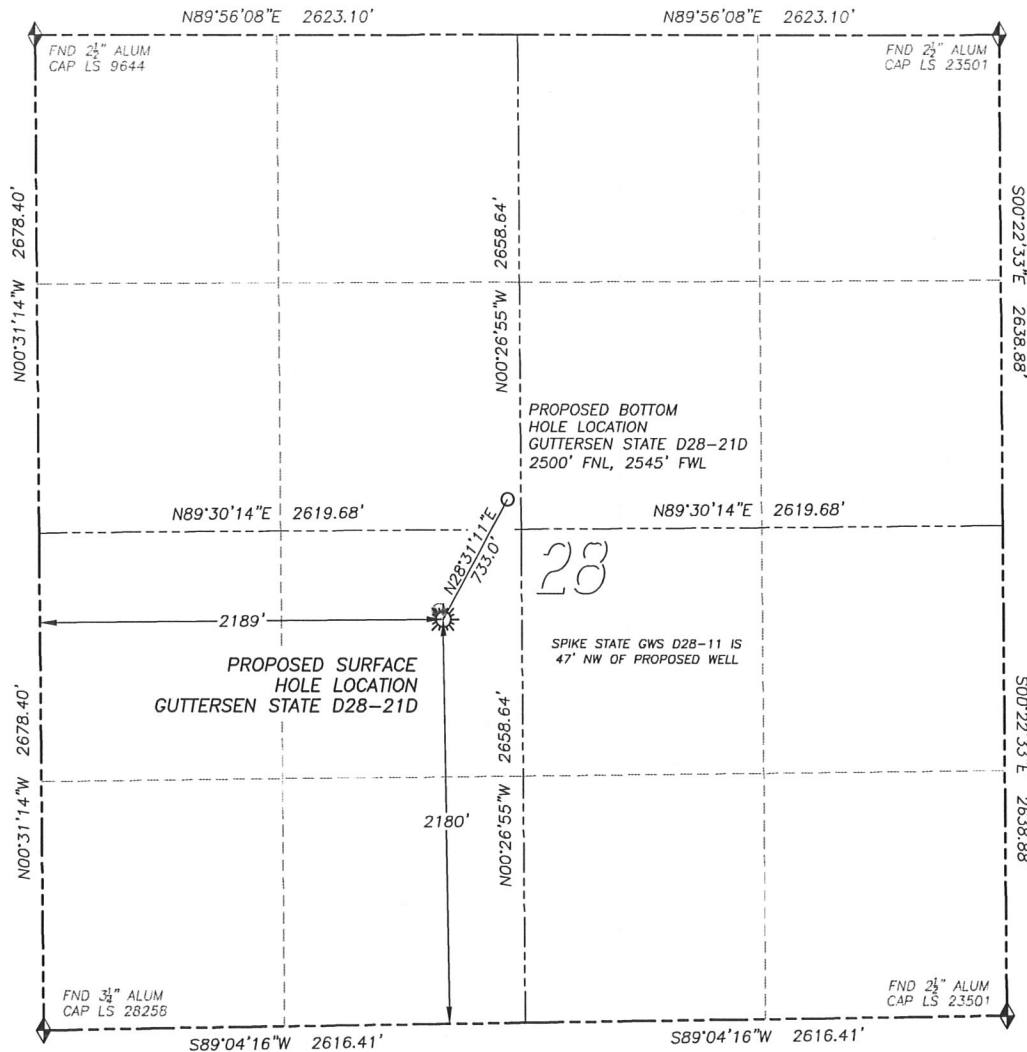 N89°56'08"E 2623.10'
N89°56'08"E 2623.10'
FND 2½" ALUM
CAP LS 9644
FND 2½" ALUM
CAP LS 23501
N00°31'14"W 2678.40'
N00°26'55"W 2658.64'
S00°22'33"E 2638.88'
PROPOSED BOTTOM
HOLE LOCATION
GUTTERSEN STATE D28-21D
2500' FNL, 2545' FWL
N89°30'14"E 2619.68'
N89°30'14"E 2619.68'
N28°31'11"E
733.0'
28
2189'
SPIKE STATE GWS D28-11 IS
47' NW OF PROPOSED WELL
PROPOSED SURFACE
HOLE LOCATION
GUTTERSEN STATE D28-21D
N00°31'14"W 2678.40'
N00°26'55"W 2658.64'
S00°22'33"E 2638.88'
2180'
FND 3¼" ALUM
CAP LS 28258
FND 2½" ALUM
CAP LS 23501
S89°04'16"W 2616.41'
S89°04'16"W 2616.41'